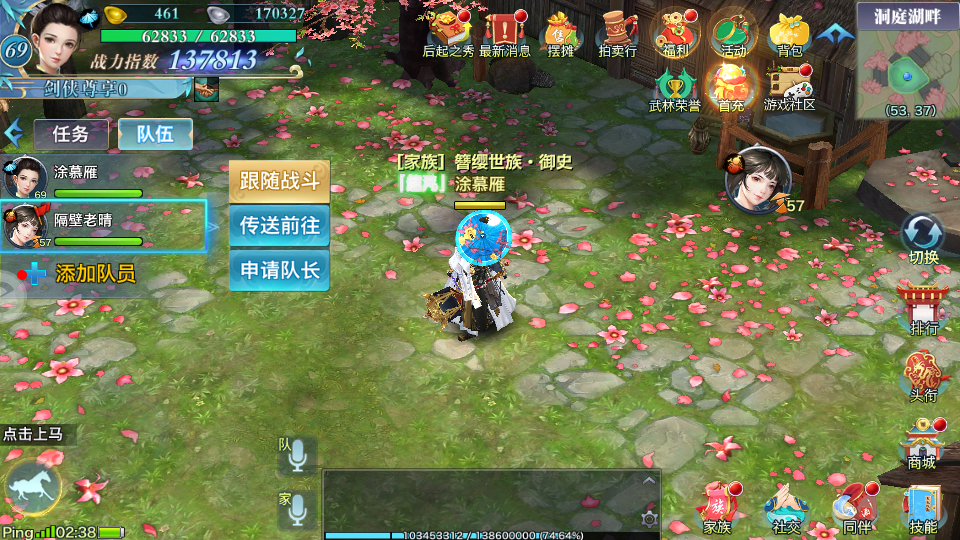 461
170327
62833 / 62833
69
战力指数 137813
剑侠尊享0
后起之秀
最新消息
摆摊
拍卖行
福利
活动
背包
武林荣誉
首充
游戏社区
洞庭湖畔
(53, 37)
任务
队伍
涂慕雁
69
隔壁老晴
57
添加队员
跟随战斗
传送前往
申请队长
[家族] 簪缨世族·御史
涂慕雁
57
切换
排行
头衔
商城
点击上马
队
家
Ping
02:38
103453312 / 138600000 (74.64%)
族
家族
社交
同伴
技能